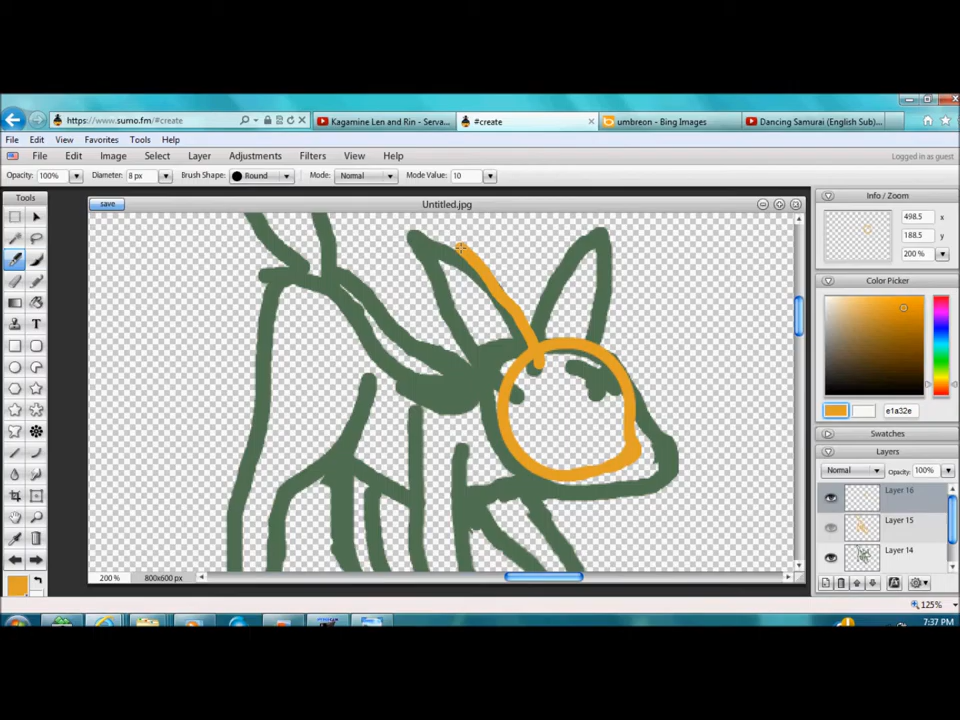 https://www.sumo.fm/#create
Kagamine Len and Rin - Serva...
#create
umbreon - Bing Images
Dancing Samurai (English Sub)...
File Edit View Favorites Tools Help
File Edit Image Select Layer Adjustments Filters View Help
Logged in as guest
Opacity: 100% Diameter: 8 px Brush Shape: Round Mode: Normal Mode Value: 10
Tools
save
Untitled.jpg
Info / Zoom
498.5 x
188.5 y
200 %
Color Picker
e1a32e
Swatches
Layers
Normal Opacity: 100%
Layer 16
Layer 15
Layer 14
T
200 % 800x600 px
125%
7:37 PM